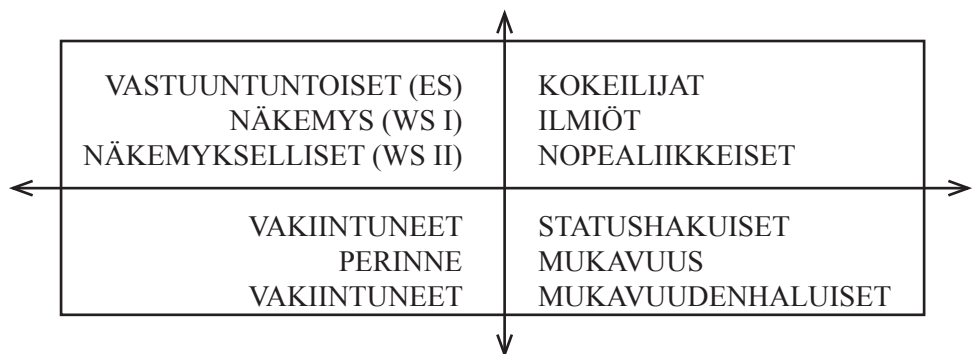 VASTUUNTUNTOISET (ES)
NÄKEMYS (WS I)
NÄKEMYKSELLISET (WS II)
KOKEILIJAT
ILMIÖT
NOPEALIIKKEISET
VAKIINTUNEET
PERINNE
VAKIINTUNEET
STATUSHAKUISET
MUKAVUUS
MUKAVUUDENHALUISET